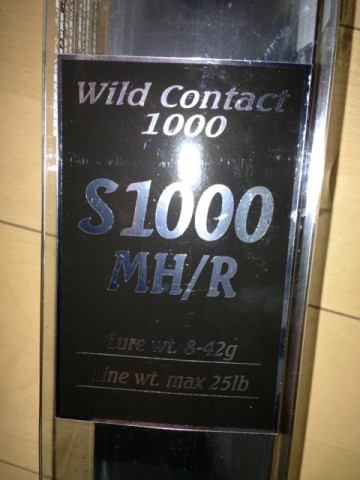 Wild Contact
1000
S1000
MH/R
Lure wt. 8-42g
Line wt. max 25lb